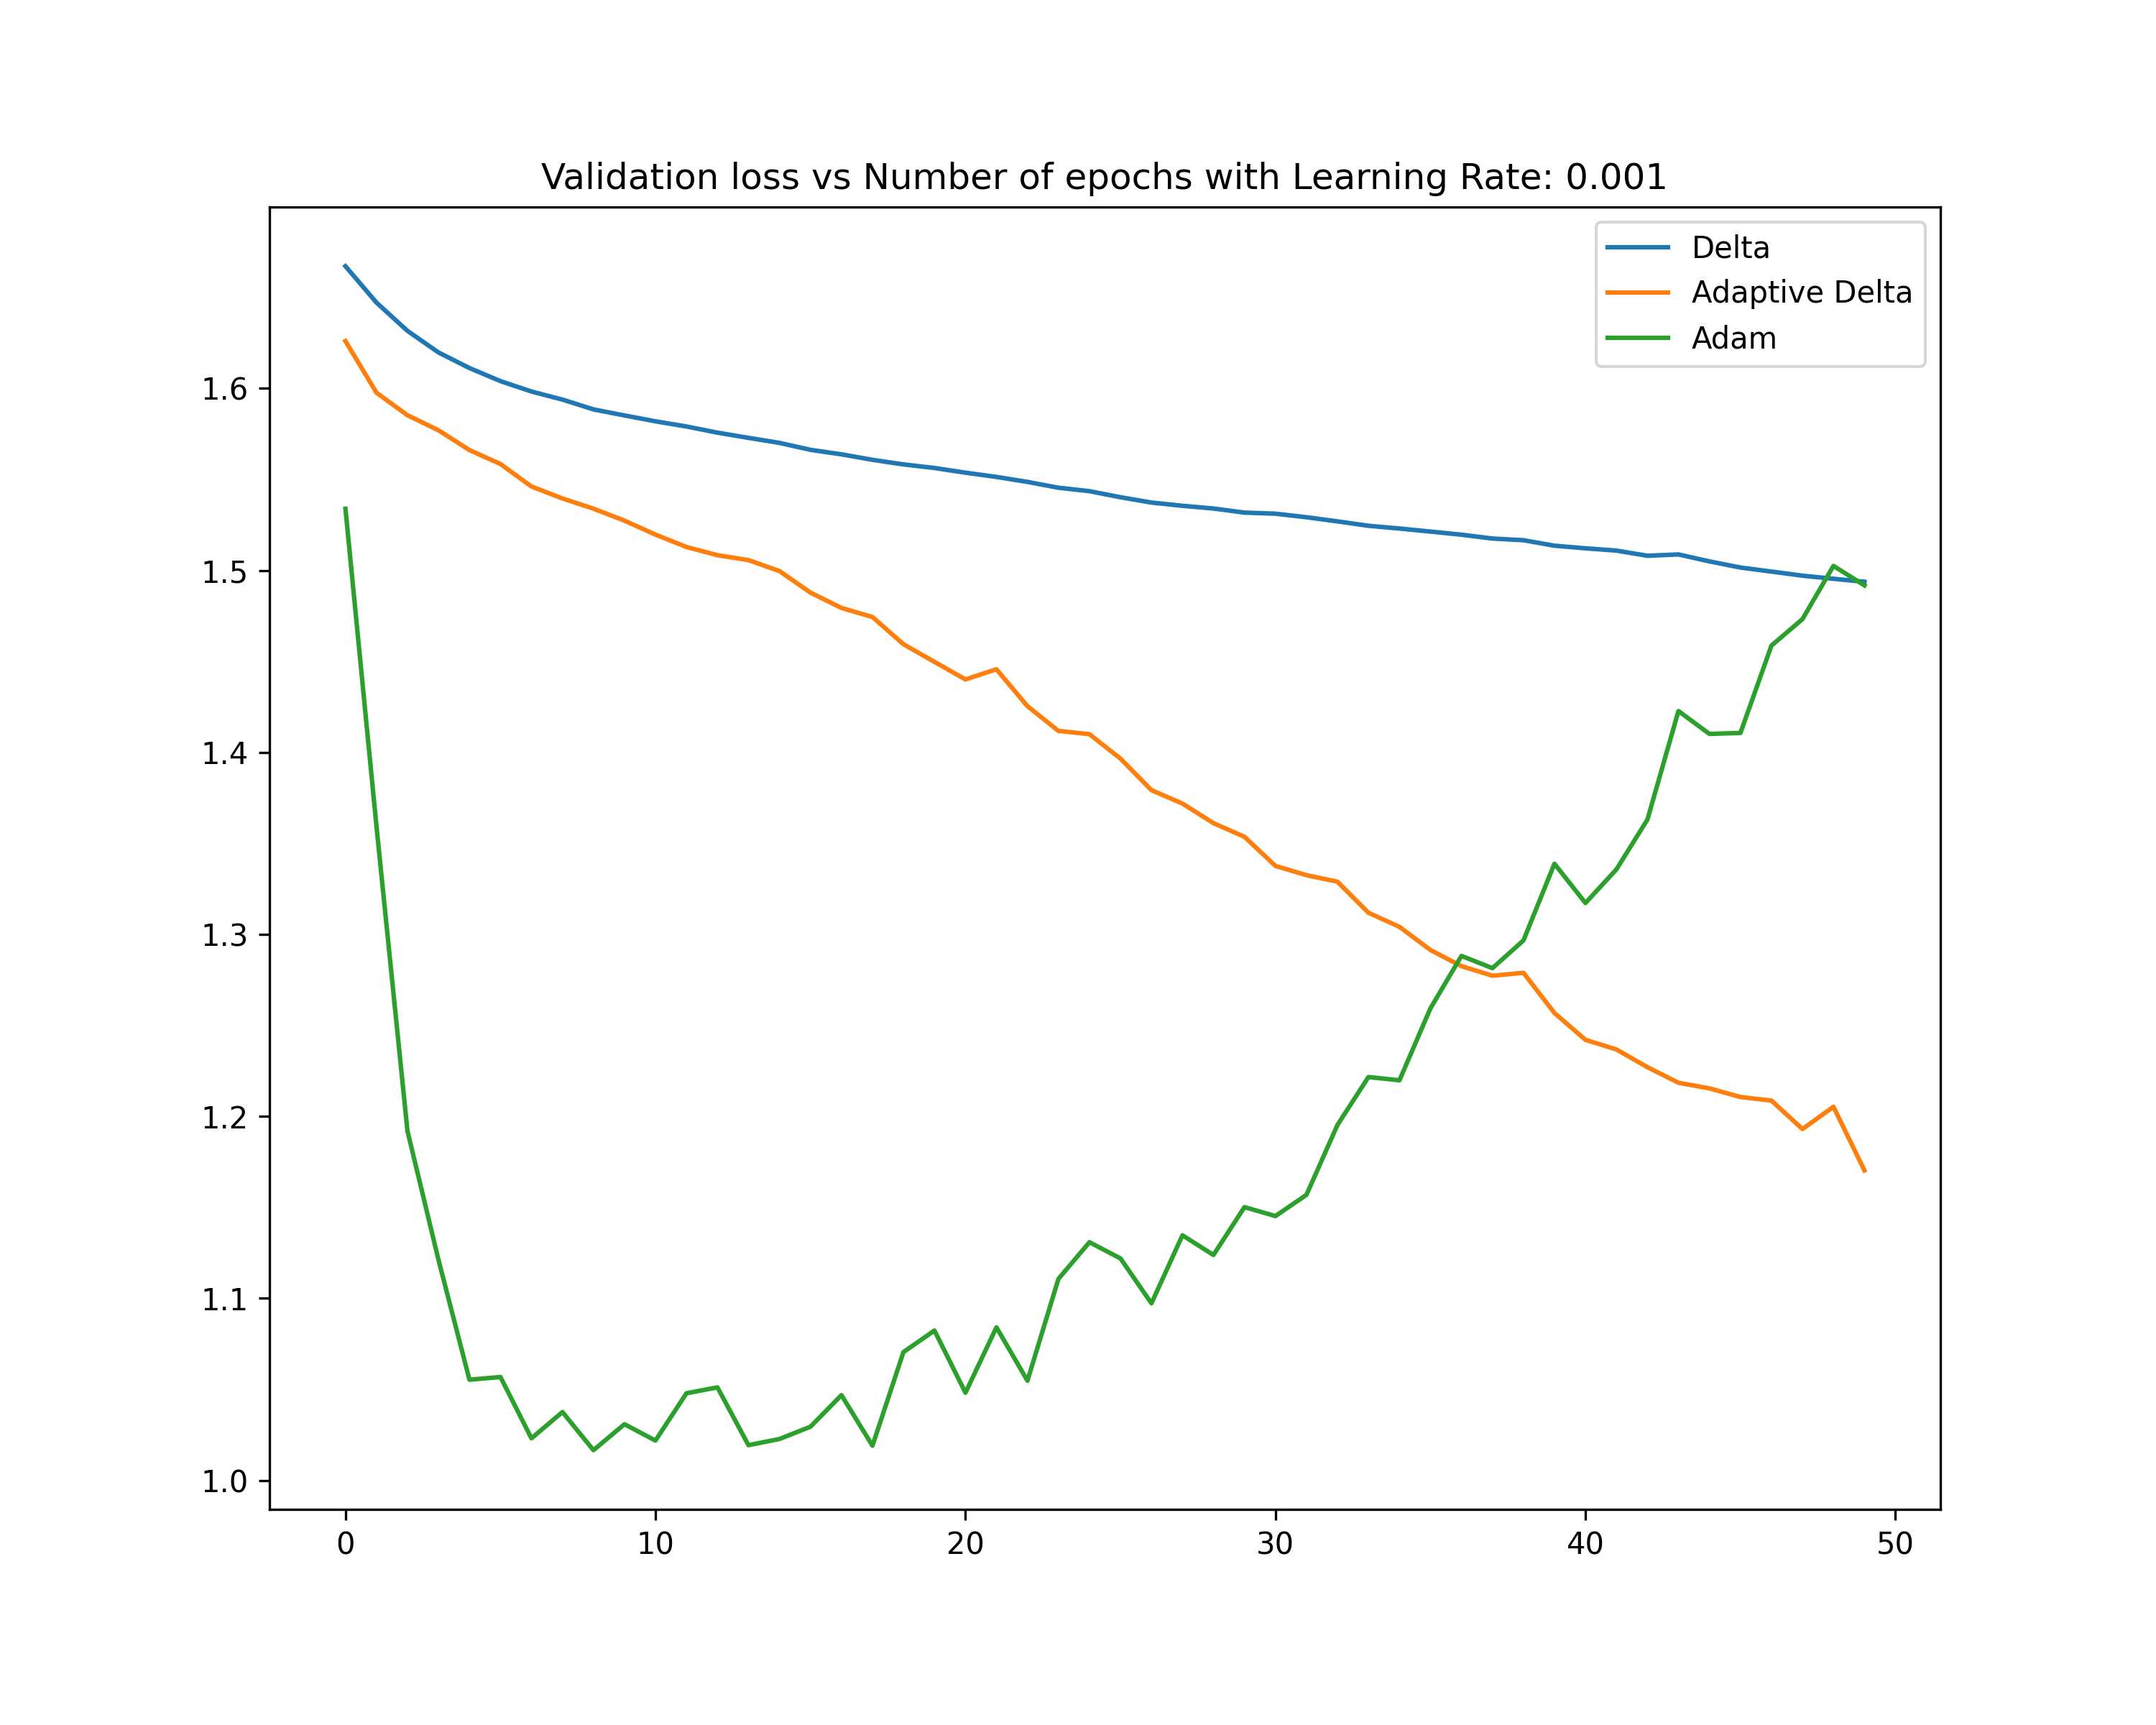 Validation loss vs Number of epochs with Learning Rate: 0.001
Delta
Adaptive Delta
Adam
1.6
1.5
1.4
1.3
1.2
1.1
1.0
0 10 20 30 40 50